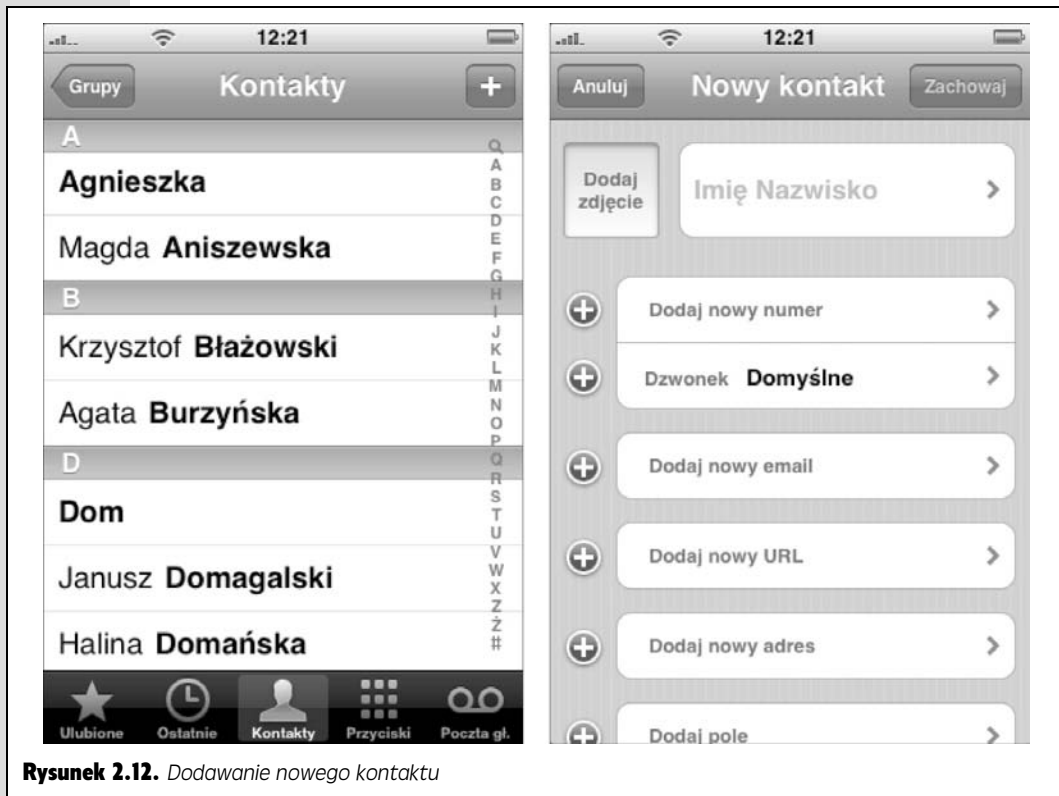 12:21
Grupy Kontakty +
A
Agnieszka
Magda Aniszewska
B
Krzysztof Błażowski
Agata Burzyńska
D
Dom
Janusz Domagalski
Halina Domańska
A
B
C
D
E
F
G
H
I
J
K
L
M
N
O
P
Q
R
S
T
U
V
W
X
Z
Ż
#
Ulubione Ostatnie Kontakty Przyciski Poczta gł.
12:21
Anuluj Nowy kontakt Zachowaj
Dodaj
zdjęcie
Imię Nazwisko
Dodaj nowy numer
Dzwonek Domyślne
Dodaj nowy email
Dodaj nowy URL
Dodaj nowy adres
Dodaj pole
Rysunek 2.12. Dodawanie nowego kontaktu